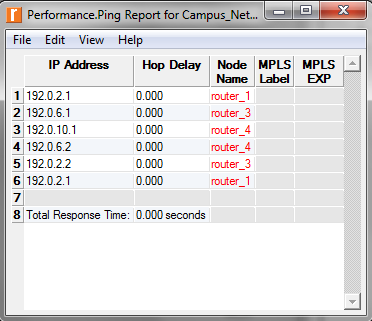 Performance.Ping Report for Campus_Net...
File Edit View Help
IP Address Hop Delay Node Name MPLS Label MPLS EXP
1 192.0.2.1 0.000 router_1
2 192.0.6.1 0.000 router_3
3 192.0.10.1 0.000 router_4
4 192.0.6.2 0.000 router_4
5 192.0.2.2 0.000 router_3
6 192.0.2.1 0.000 router_1
7
8 Total Response Time: 0.000 seconds